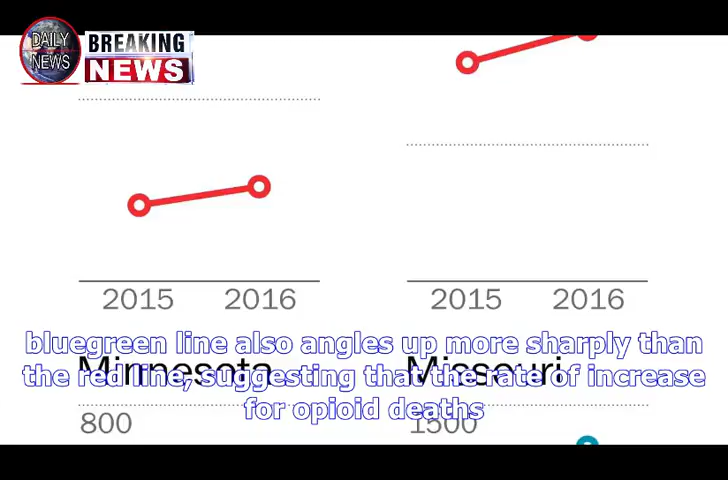 DAILY
NEWS
BREAKING
NEWS
2015 2016
2015 2016
bluegreen line also angles up more sharply than
Minnesota Missouri
the red line, suggesting that the rate of increase
for opioid deaths
800 1500